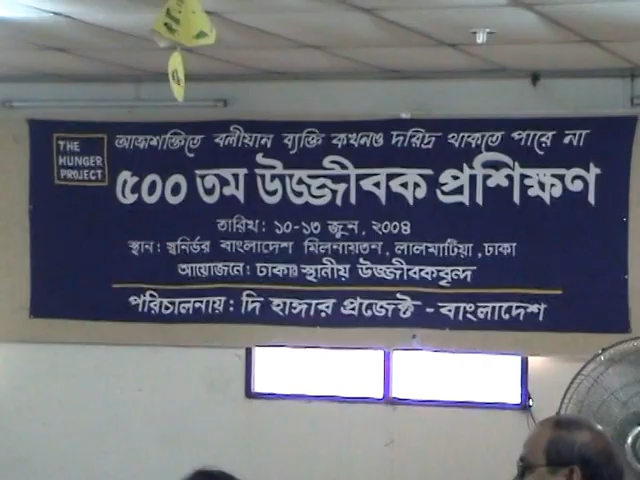 THE
HUNGER
PROJECT
আত্মশক্তিতে বলীয়ান ব্যক্তি কখনও দরিদ্র থাকতে পারে না
৫০০ তম উজ্জীবক প্রশিক্ষণ
তারিখ: ১০-১৩ জুন, ২০০৪
স্থান: স্বনির্ভর বাংলাদেশ মিলনায়তন, লালমাটিয়া, ঢাকা
আয়োজনে: ঢাকাস্থ স্থানীয় উজ্জীবকবৃন্দ
পরিচালনায়: দি হাঙ্গার প্রজেক্ট - বাংলাদেশ